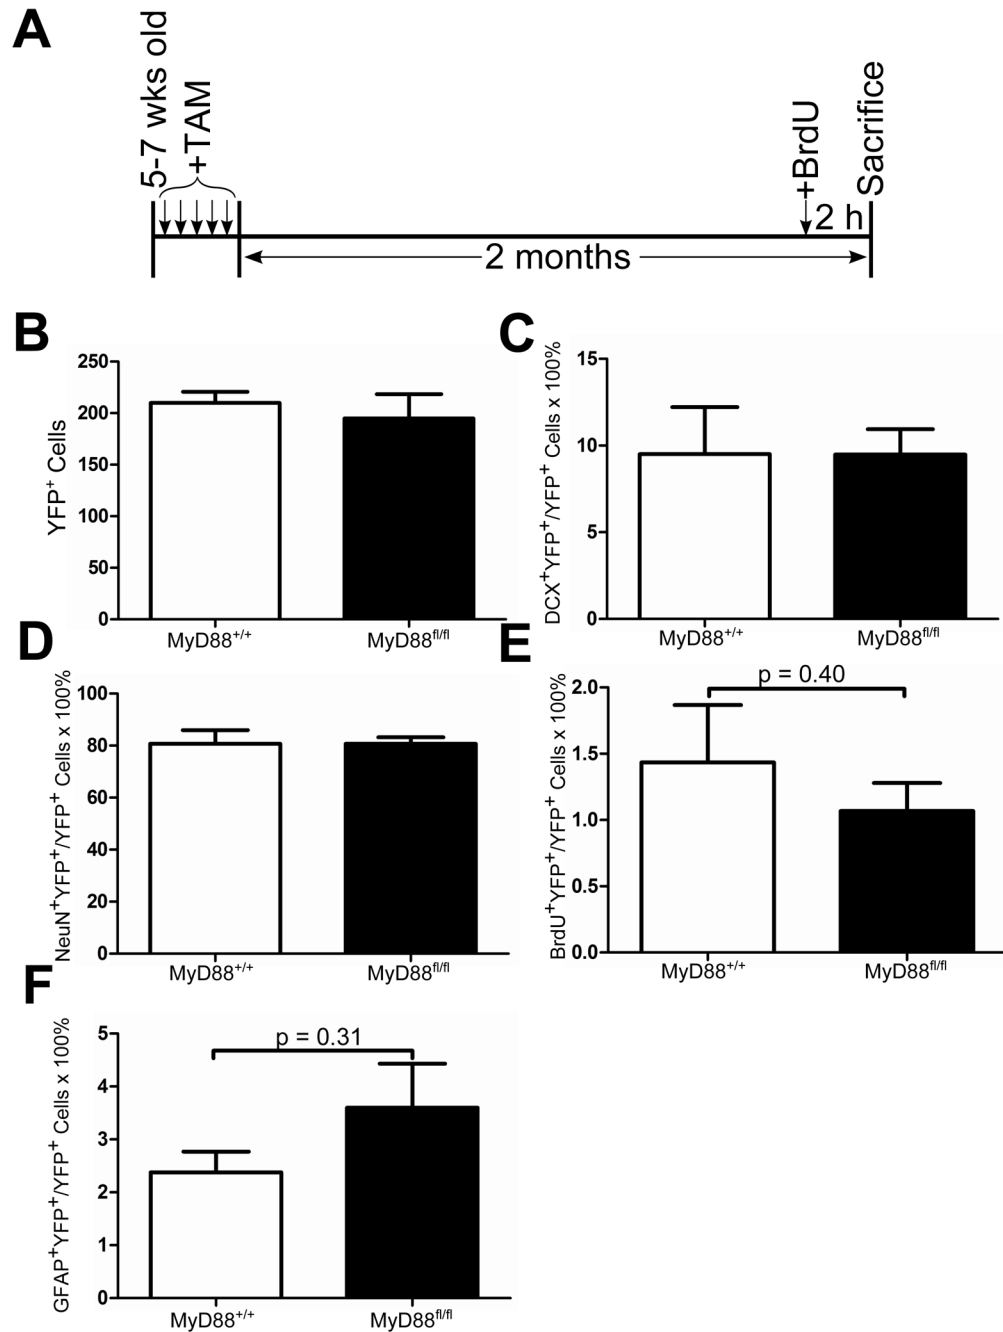 A
5-7 wks old
+TAM
+BrdU
2 h
Sacrifice
2 months
B
YFP⁺ Cells
250
200
150
100
50
0
MyD88⁺/⁺
MyD88ᶠˡ/ᶠˡ
C
DCX⁺YFP⁺/YFP⁺ Cells x 100%
15
10
5
0
MyD88⁺/⁺
MyD88ᶠˡ/ᶠˡ
D
NeuN⁺YFP⁺/YFP⁺ Cells x 100%
100
80
60
40
20
0
MyD88⁺/⁺
MyD88ᶠˡ/ᶠˡ
E
BrdU⁺YFP⁺/YFP⁺ Cells x 100%
p = 0.40
2.0
1.5
1.0
0.5
0.0
MyD88⁺/⁺
MyD88ᶠˡ/ᶠˡ
F
GFAP⁺YFP⁺/YFP⁺ Cells x 100%
p = 0.31
5
4
3
2
1
0
MyD88⁺/⁺
MyD88ᶠˡ/ᶠˡ